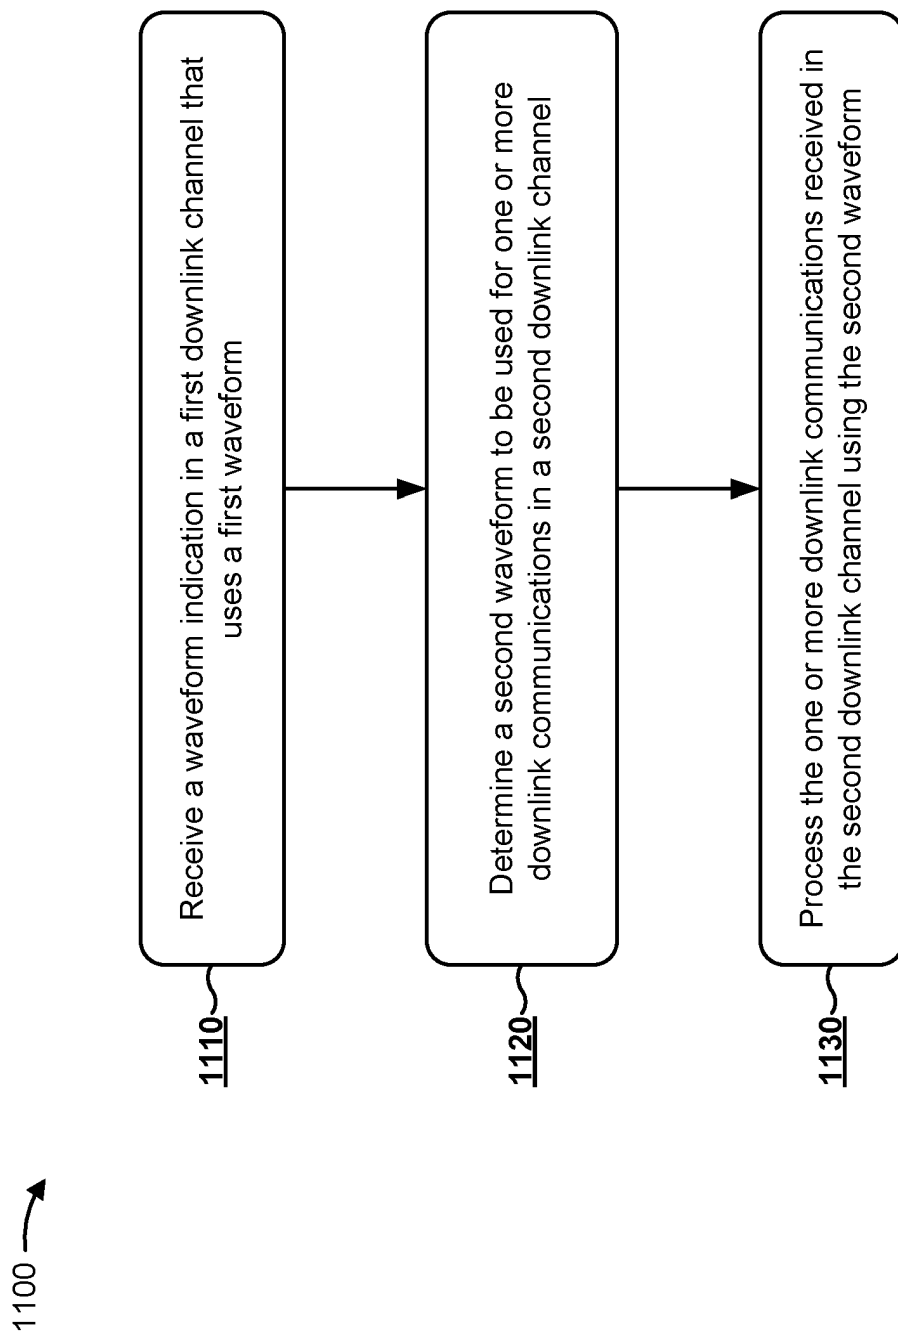 1100
1110
Receive a waveform indication in a first downlink channel that
uses a first waveform
1120
Determine a second waveform to be used for one or more
downlink communications in a second downlink channel
1130
Process the one or more downlink communications received in
the second downlink channel using the second waveform